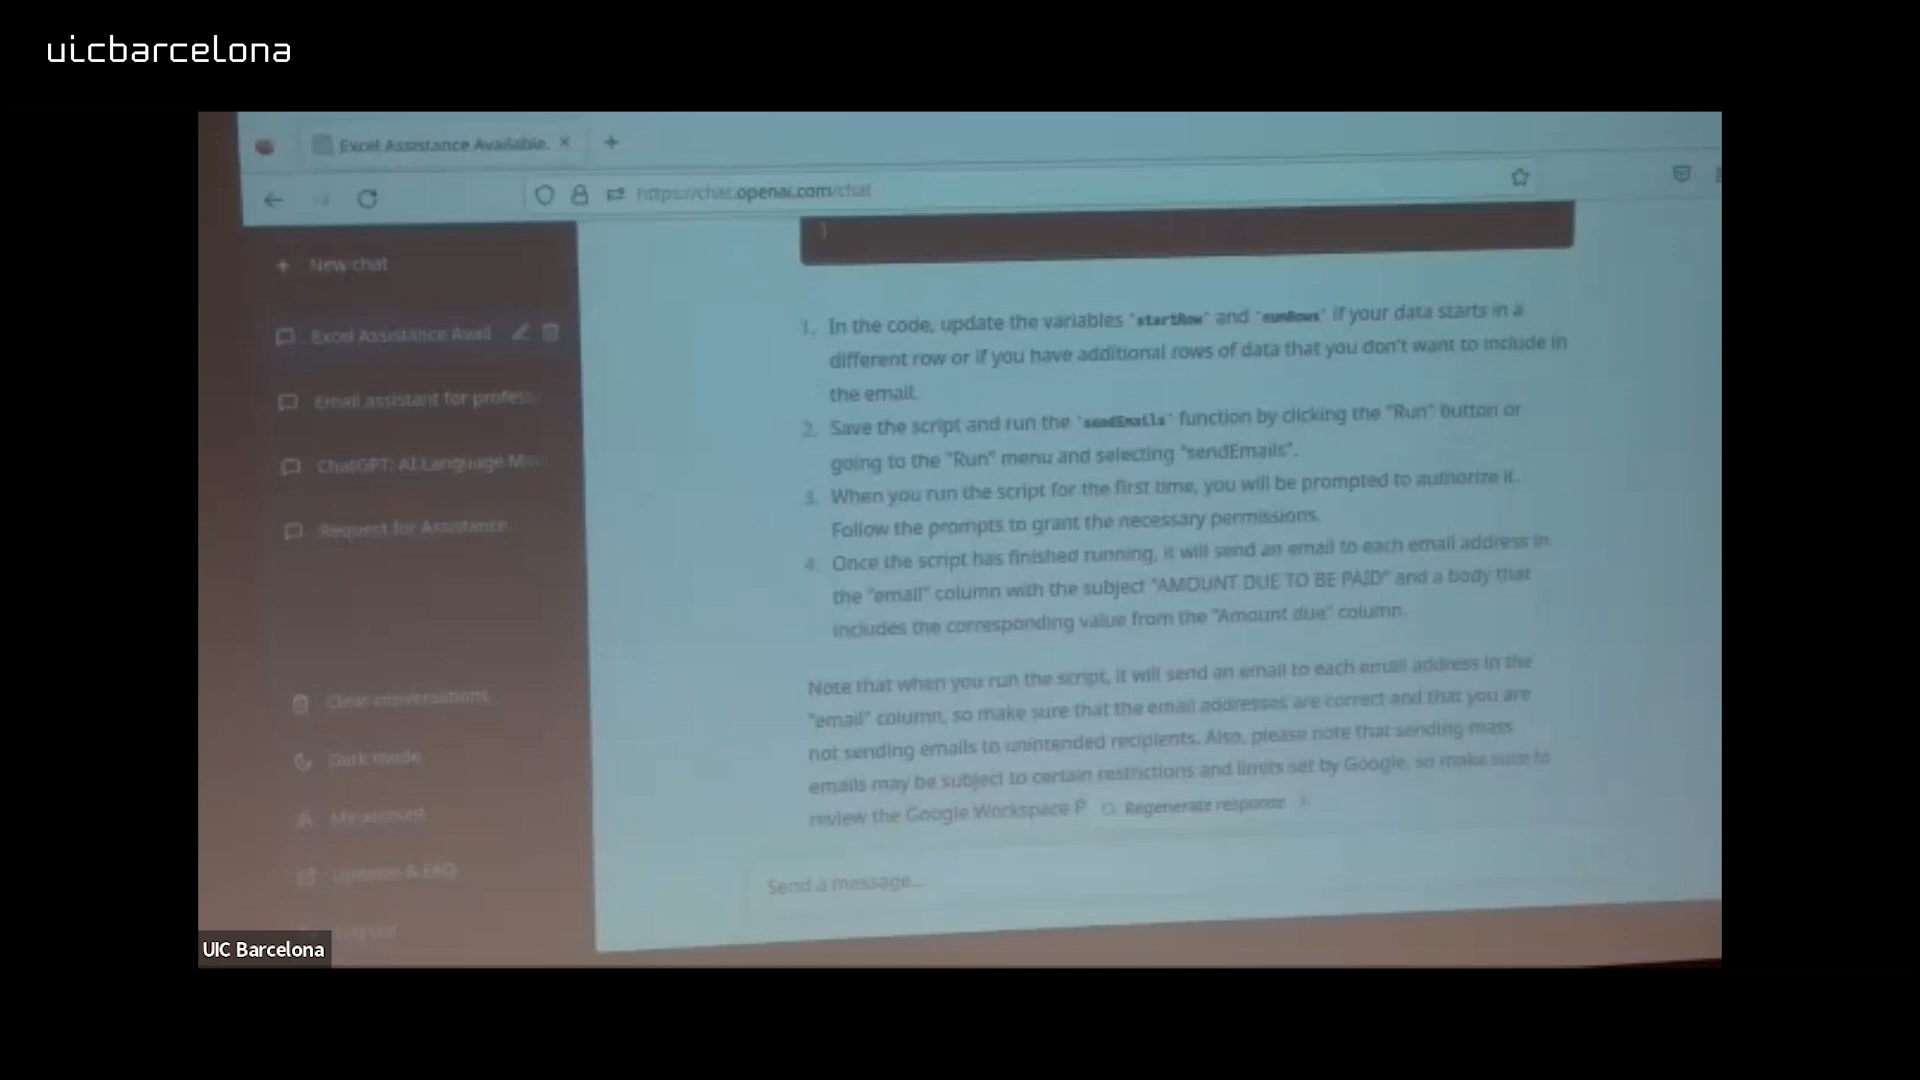 uicbarcelona
Excel Assistance Available.
https://chat.openai.com/chat
New chat
Excel Assistance Avail
Email assistant for profess
ChatGPT: AI Language Mo
Request for Assistance.
Clear conversations
Dark mode
My account
Updates & FAQ
Log out
UIC Barcelona
}
1. In the code, update the variables `startRow` and `numRows` if your data starts in a
different row or if you have additional rows of data that you don't want to include in
the email.
2. Save the script and run the `sendEmails` function by clicking the "Run" button or
going to the "Run" menu and selecting "sendEmails".
3. When you run the script for the first time, you will be prompted to authorize it.
Follow the prompts to grant the necessary permissions.
4. Once the script has finished running, it will send an email to each email address in
the "email" column with the subject "AMOUNT DUE TO BE PAID" and a body that
includes the corresponding value from the "Amount due" column.
Note that when you run the script, it will send an email to each email address in the
"email" column, so make sure that the email addresses are correct and that you are
not sending emails to unintended recipients. Also, please note that sending mass
emails may be subject to certain restrictions and limits set by Google, so make sure to
review the Google Workspace P
Regenerate response
Send a message...